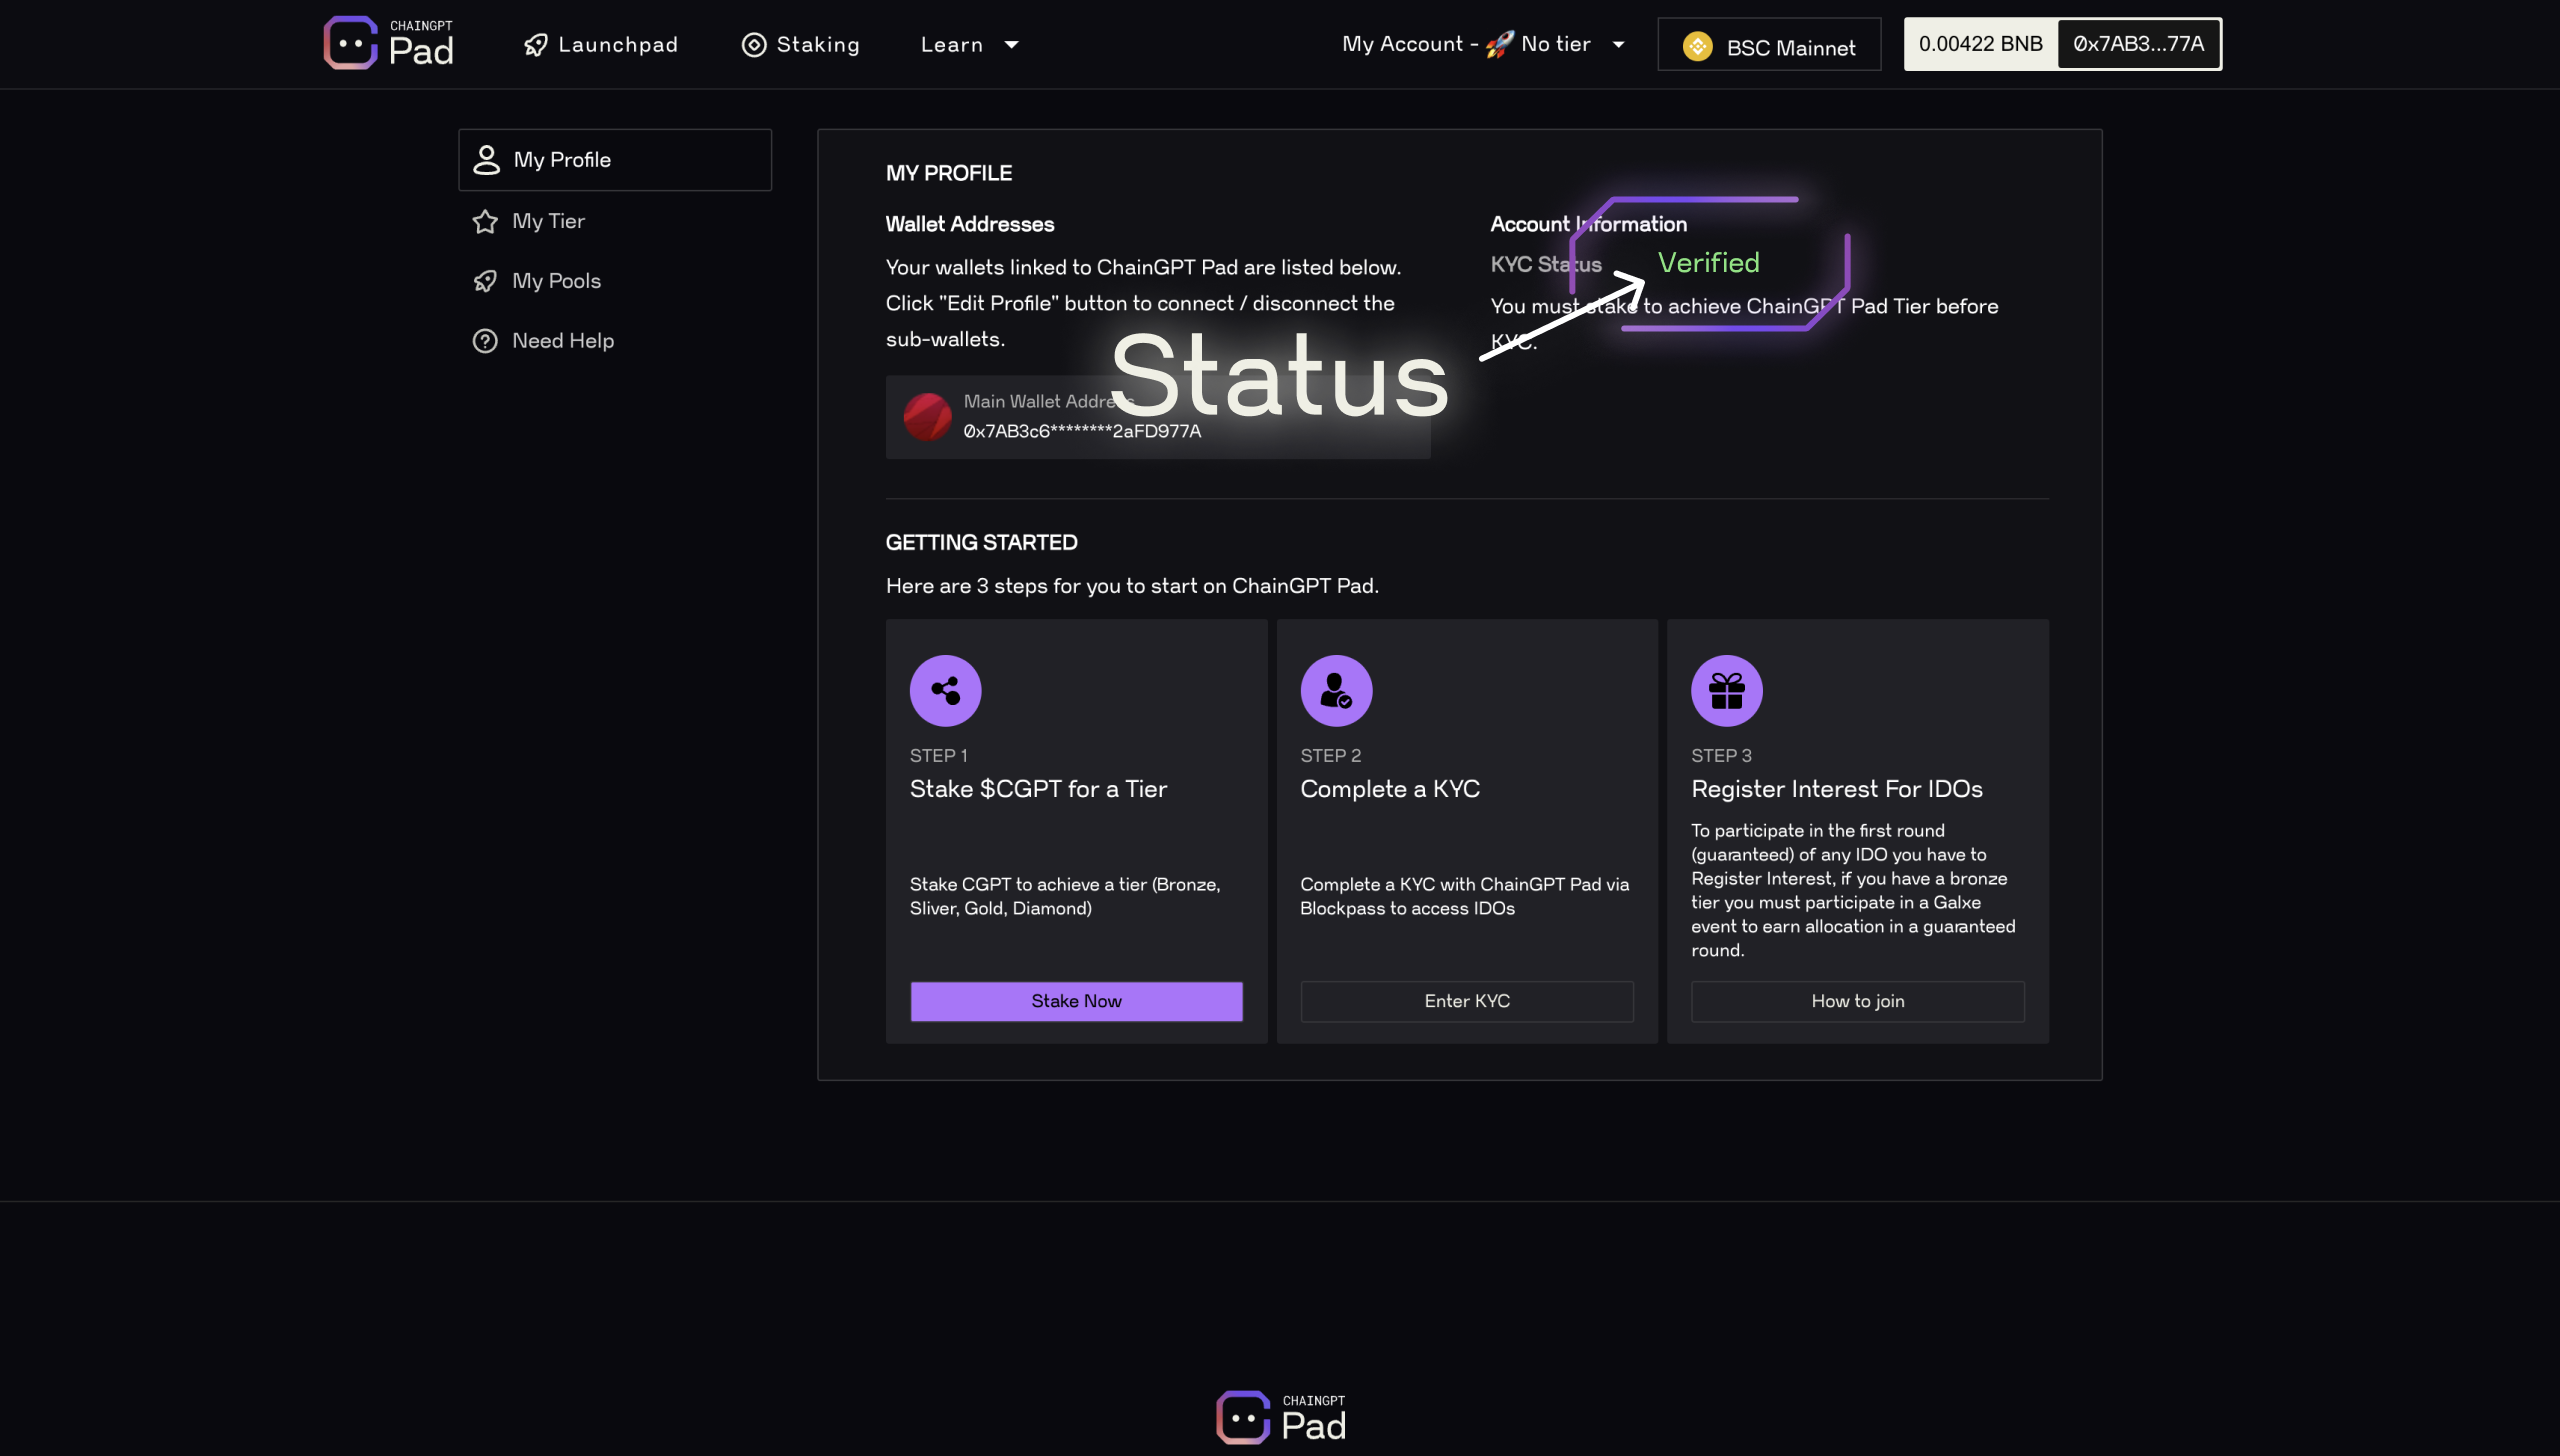 CHAINGPT
Pad
Launchpad
Staking
Learn
My Account - 🚀 No tier
BSC Mainnet
0.00422 BNB
0x7AB3...77A
My Profile
My Tier
My Pools
Need Help
MY PROFILE
Wallet Addresses
Your wallets linked to ChainGPT Pad are listed below.
Click "Edit Profile" button to connect / disconnect the
sub-wallets.
Main Wallet Address
0x7AB3c6********2aFD977A
Account Information
KYC Status
Verified
You must stake to achieve ChainGPT Pad Tier before
KYC.
Status
GETTING STARTED
Here are 3 steps for you to start on ChainGPT Pad.
STEP 1
Stake $CGPT for a Tier
Stake CGPT to achieve a tier (Bronze,
Sliver, Gold, Diamond)
Stake Now
STEP 2
Complete a KYC
Complete a KYC with ChainGPT Pad via
Blockpass to access IDOs
Enter KYC
STEP 3
Register Interest For IDOs
To participate in the first round
(guaranteed) of any IDO you have to
Register Interest, if you have a bronze
tier you must participate in a Galxe
event to earn allocation in a guaranteed
round.
How to join
CHAINGPT
Pad